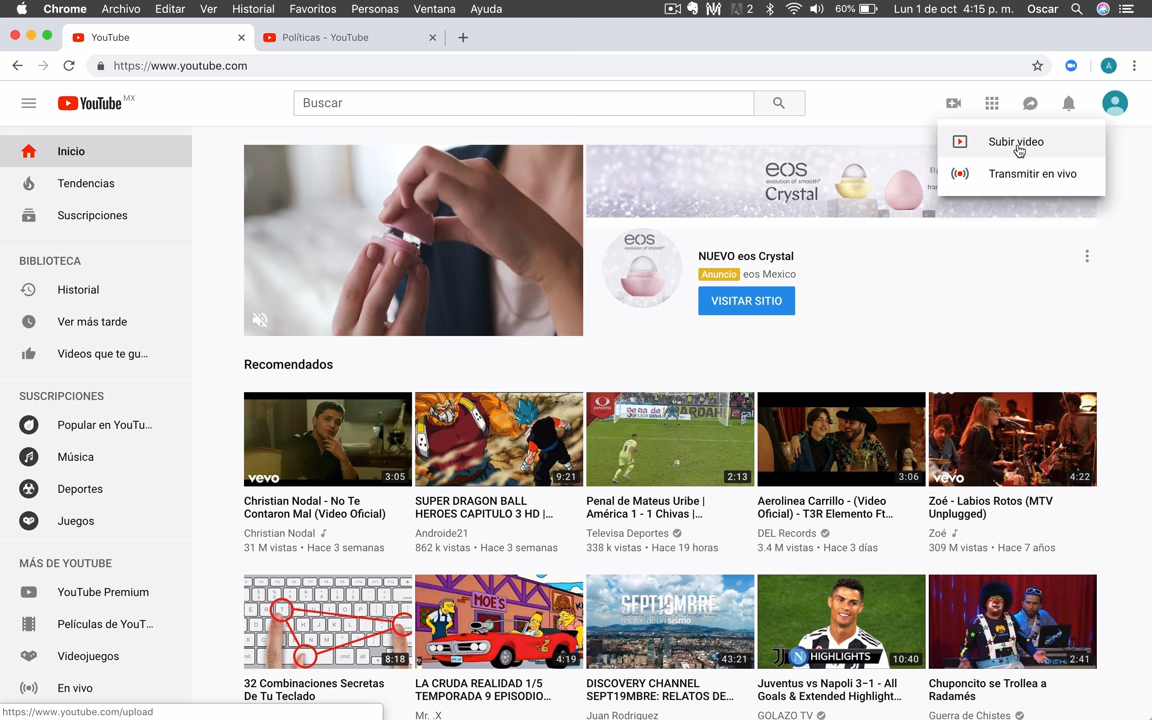 Chrome Archivo Editar Ver Historial Favoritos Personas Ventana Ayuda 2 60% Lun 1 de oct 4:15 p. m. Oscar
YouTube Políticas - YouTube
https://www.youtube.com A
YouTube MX Buscar
Subir video
Transmitir en vivo
Inicio
Tendencias
Suscripciones
BIBLIOTECA
Historial
Ver más tarde
Videos que te gu...
SUSCRIPCIONES
Popular en YouTu...
Música
Deportes
Juegos
MÁS DE YOUTUBE
YouTube Premium
Películas de YouT...
Videojuegos
En vivo
https://www.youtube.com/upload
eos
evolution of smooth®
Crystal
eos
NUEVO eos Crystal
Anuncio eos Mexico
VISITAR SITIO
Recomendados
vevo 3:05
9:21
2:13
3:06
4:22
Christian Nodal - No Te
Contaron Mal (Video Oficial)
Christian Nodal
31 M vistas • Hace 3 semanas
SUPER DRAGON BALL
HEROES CAPITULO 3 HD |...
Androide21
862 k vistas • Hace 3 semanas
Penal de Mateus Uribe |
América 1 - 1 Chivas |...
Televisa Deportes
338 k vistas • Hace 19 horas
Aerolinea Carrillo - (Video
Oficial) - T3R Elemento Ft...
DEL Records
3.4 M vistas • Hace 3 días
Zoé - Labios Rotos (MTV
Unplugged)
Zoé
309 M vistas • Hace 7 años
8:18
MOE'S
4:19
SEPT19MBRE
relatos de un sismo
43:21
N HIGHLIGHTS 10:40
2:41
32 Combinaciones Secretas
De Tu Teclado
LA CRUDA REALIDAD 1/5
TEMPORADA 9 EPISODIO...
Mr. .X
DISCOVERY CHANNEL
SEPT19MBRE: RELATOS DE...
Juan Rodriguez
Juventus vs Napoli 3−1 - All
Goals & Extended Highlight...
GOLAZO TV
Chuponcito se Trollea a
Radamés
Guerra de Chistes